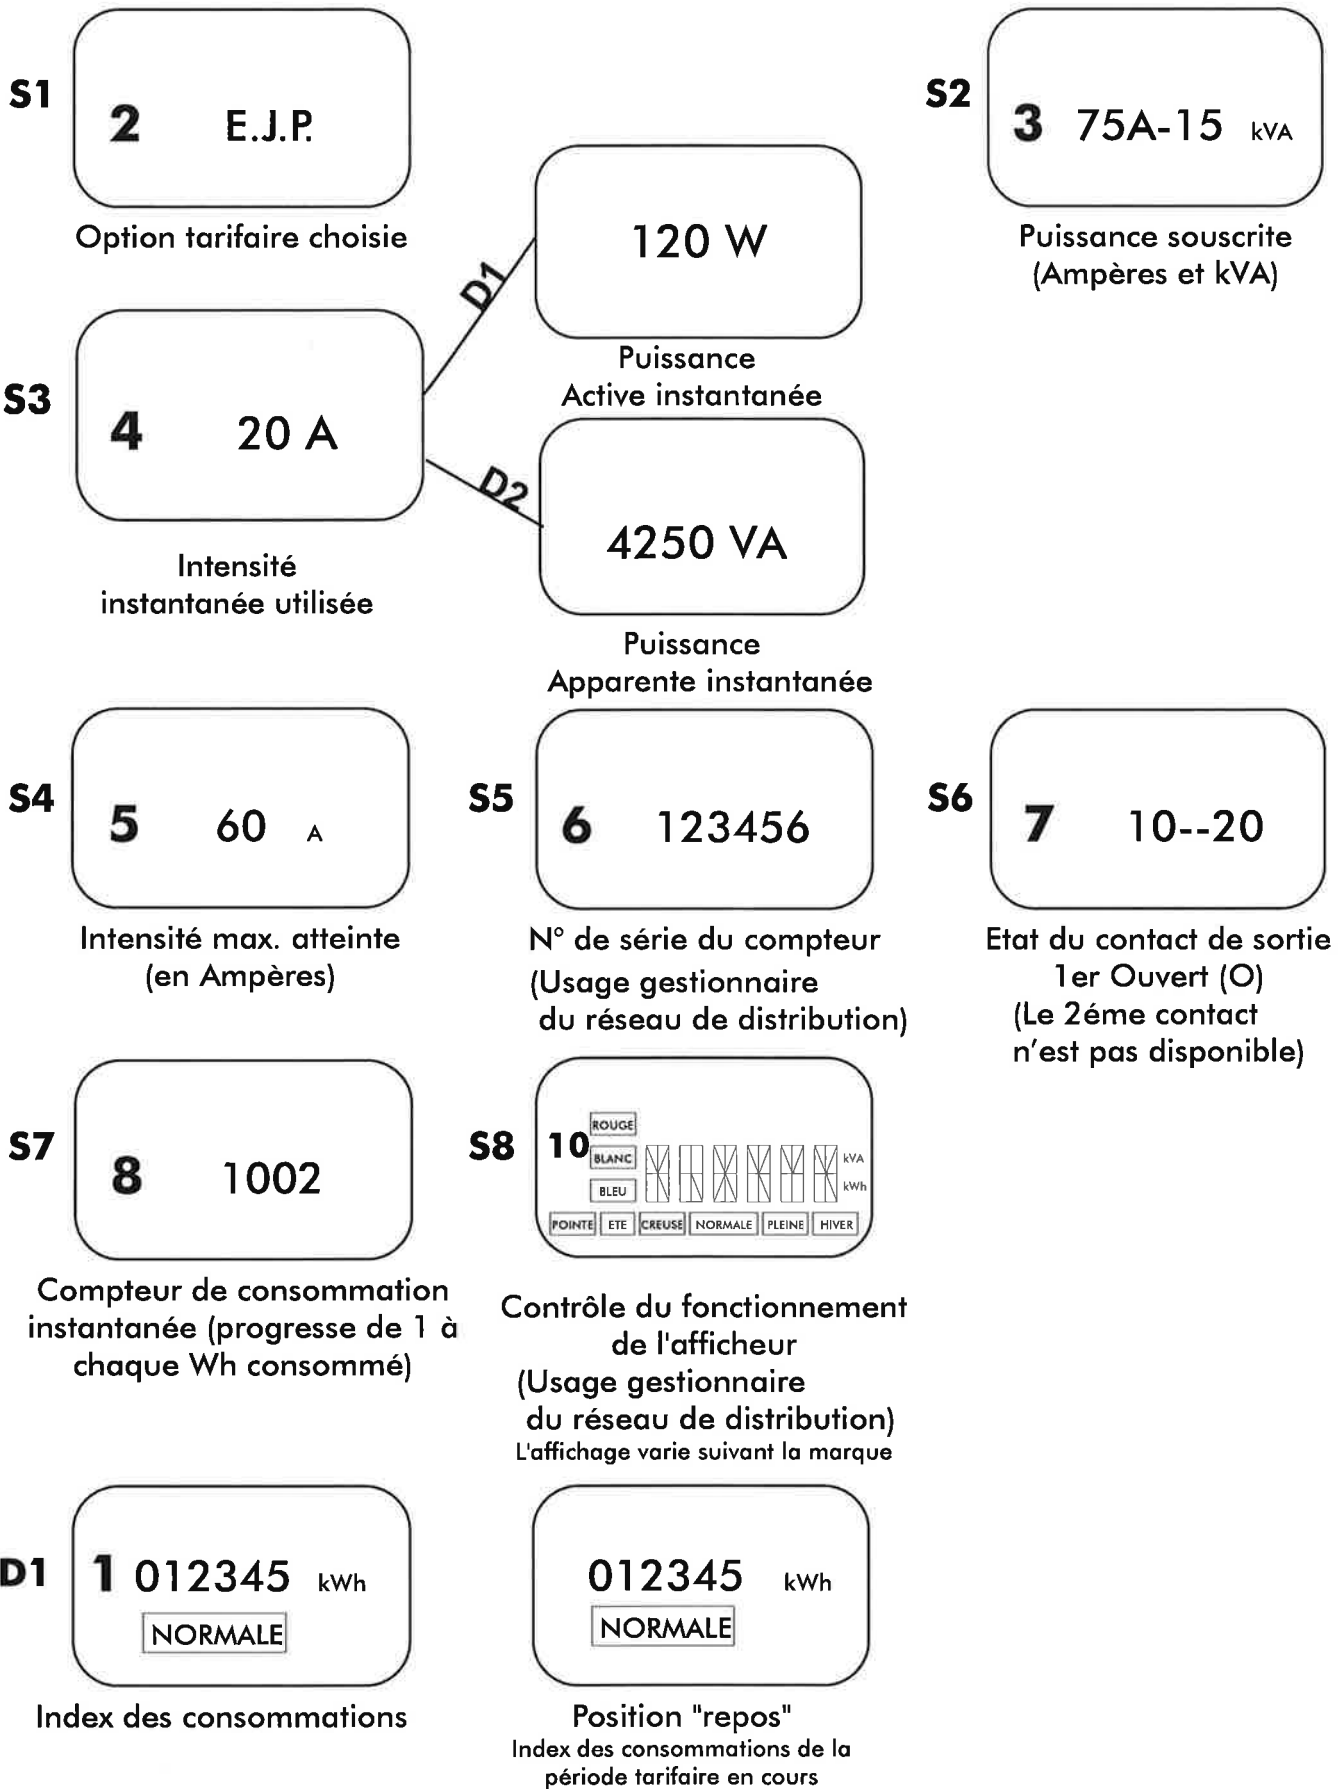 S1
2 E.J.P.
Option tarifaire choisie
S2
3 75A-15 kVA
Puissance souscrite
(Ampères et kVA)
D1
120 W
Puissance
Active instantanée
S3
4 20 A
Intensité
instantanée utilisée
D2
4250 VA
Puissance
Apparente instantanée
S4
5 60 A
Intensité max. atteinte
(en Ampères)
S5
6 123456
N° de série du compteur
(Usage gestionnaire
du réseau de distribution)
S6
7 10--20
Etat du contact de sortie
1er Ouvert (O)
(Le 2éme contact
n'est pas disponible)
S7
8 1002
Compteur de consommation
instantanée (progresse de 1 à
chaque Wh consommé)
S8
10
ROUGE
BLANC
BLEU
kVA
kWh
POINTE ETE CREUSE NORMALE PLEINE HIVER
Contrôle du fonctionnement
de l'afficheur
(Usage gestionnaire
du réseau de distribution)
L'affichage varie suivant la marque
D1
1 012345 kWh
NORMALE
Index des consommations
012345 kWh
NORMALE
Position "repos"
Index des consommations de la
période tarifaire en cours